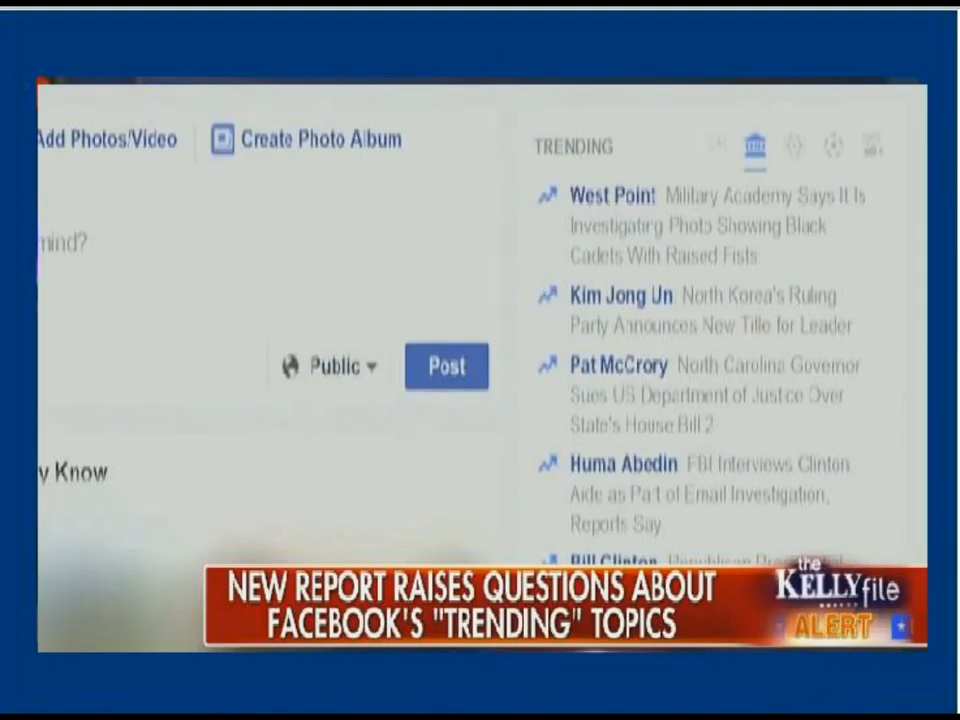 Add Photos/Video
Create Photo Album
TRENDING
mind?
West Point Military Academy Says It Is
Investigating Photo Showing Black
Cadets With Raised Fists
Kim Jong Un North Korea's Ruling
Party Announces New Title for Leader
Public
Post
Pat McCrory North Carolina Governor
Sues US Department of Justice Over
State's House Bill 2
y Know
Huma Abedin FBI Interviews Clinton
Aide as Part of Email Investigation,
Reports Say
Bill Clinton Republican
NEW REPORT RAISES QUESTIONS ABOUT
FACEBOOK'S "TRENDING" TOPICS
the
KELLY file
ALERT